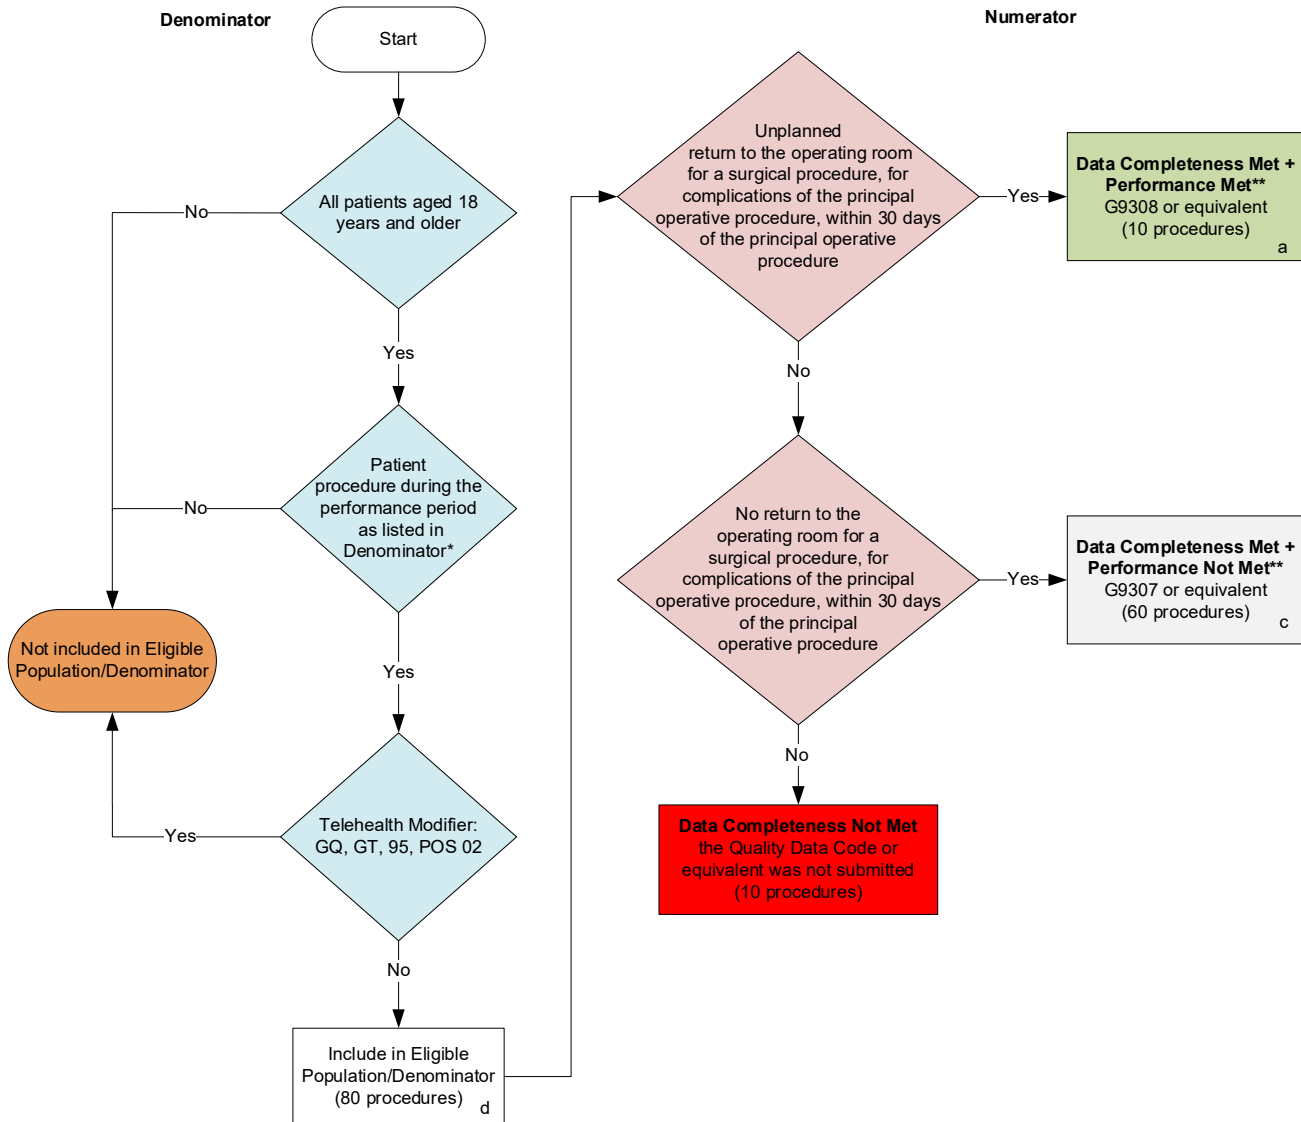 Denominator
Numerator
Start
All patients aged 18
years and older
No
Yes
Patient
procedure during the
performance period
as listed in
Denominator*
No
Yes
Not included in Eligible
Population/Denominator
Telehealth Modifier:
GQ, GT, 95, POS 02
Yes
No
Include in Eligible
Population/Denominator
(80 procedures)
d
Unplanned
return to the operating room
for a surgical procedure, for
complications of the principal
operative procedure, within 30 days
of the principal operative
procedure
Yes
Data Completeness Met +
Performance Met**
G9308 or equivalent
(10 procedures)
a
No
No return to the
operating room for a
surgical procedure, for
complications of the principal
operative procedure, within 30 days
of the principal
operative procedure
Yes
Data Completeness Met +
Performance Not Met**
G9307 or equivalent
(60 procedures)
c
No
Data Completeness Not Met
the Quality Data Code or
equivalent was not submitted
(10 procedures)